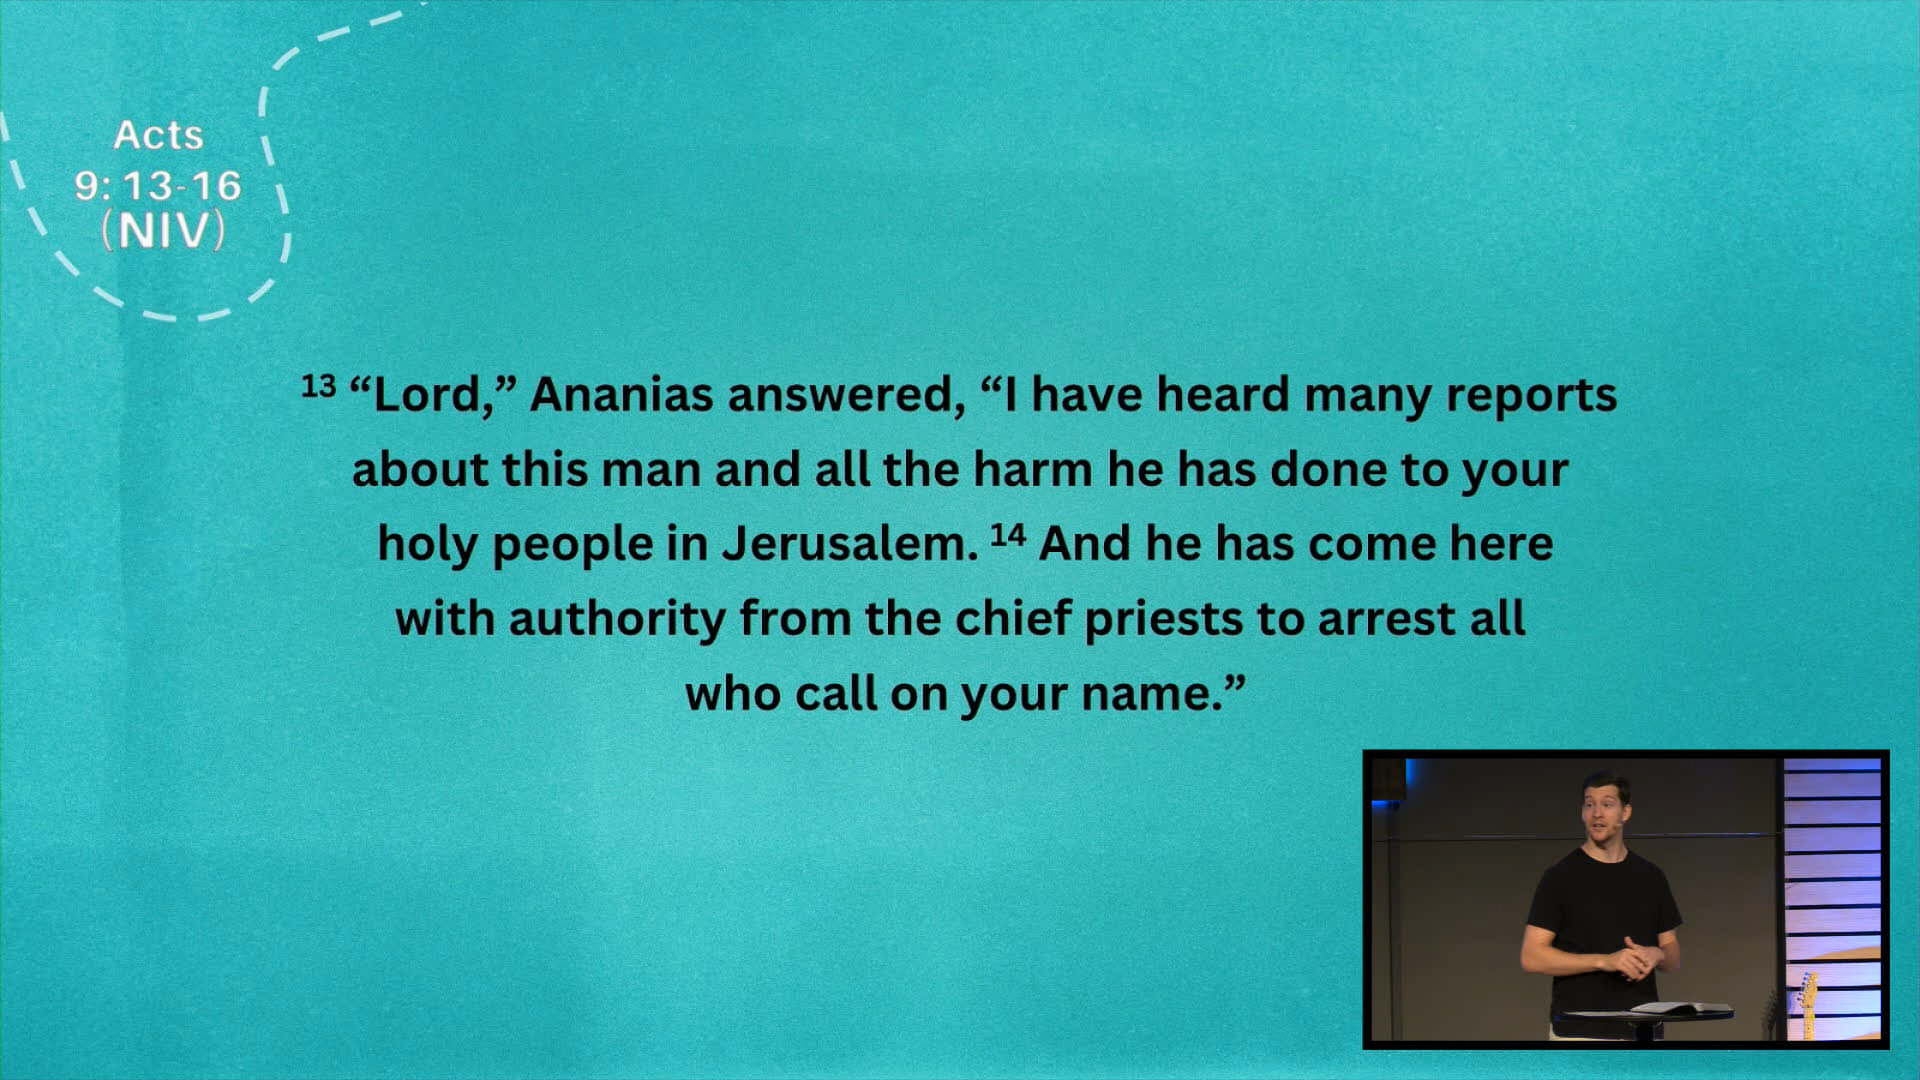 Acts
9: 13-16
(NIV)
13 “Lord,” Ananias answered, “I have heard many reports
about this man and all the harm he has done to your
holy people in Jerusalem. 14 And he has come here
with authority from the chief priests to arrest all
who call on your name.”